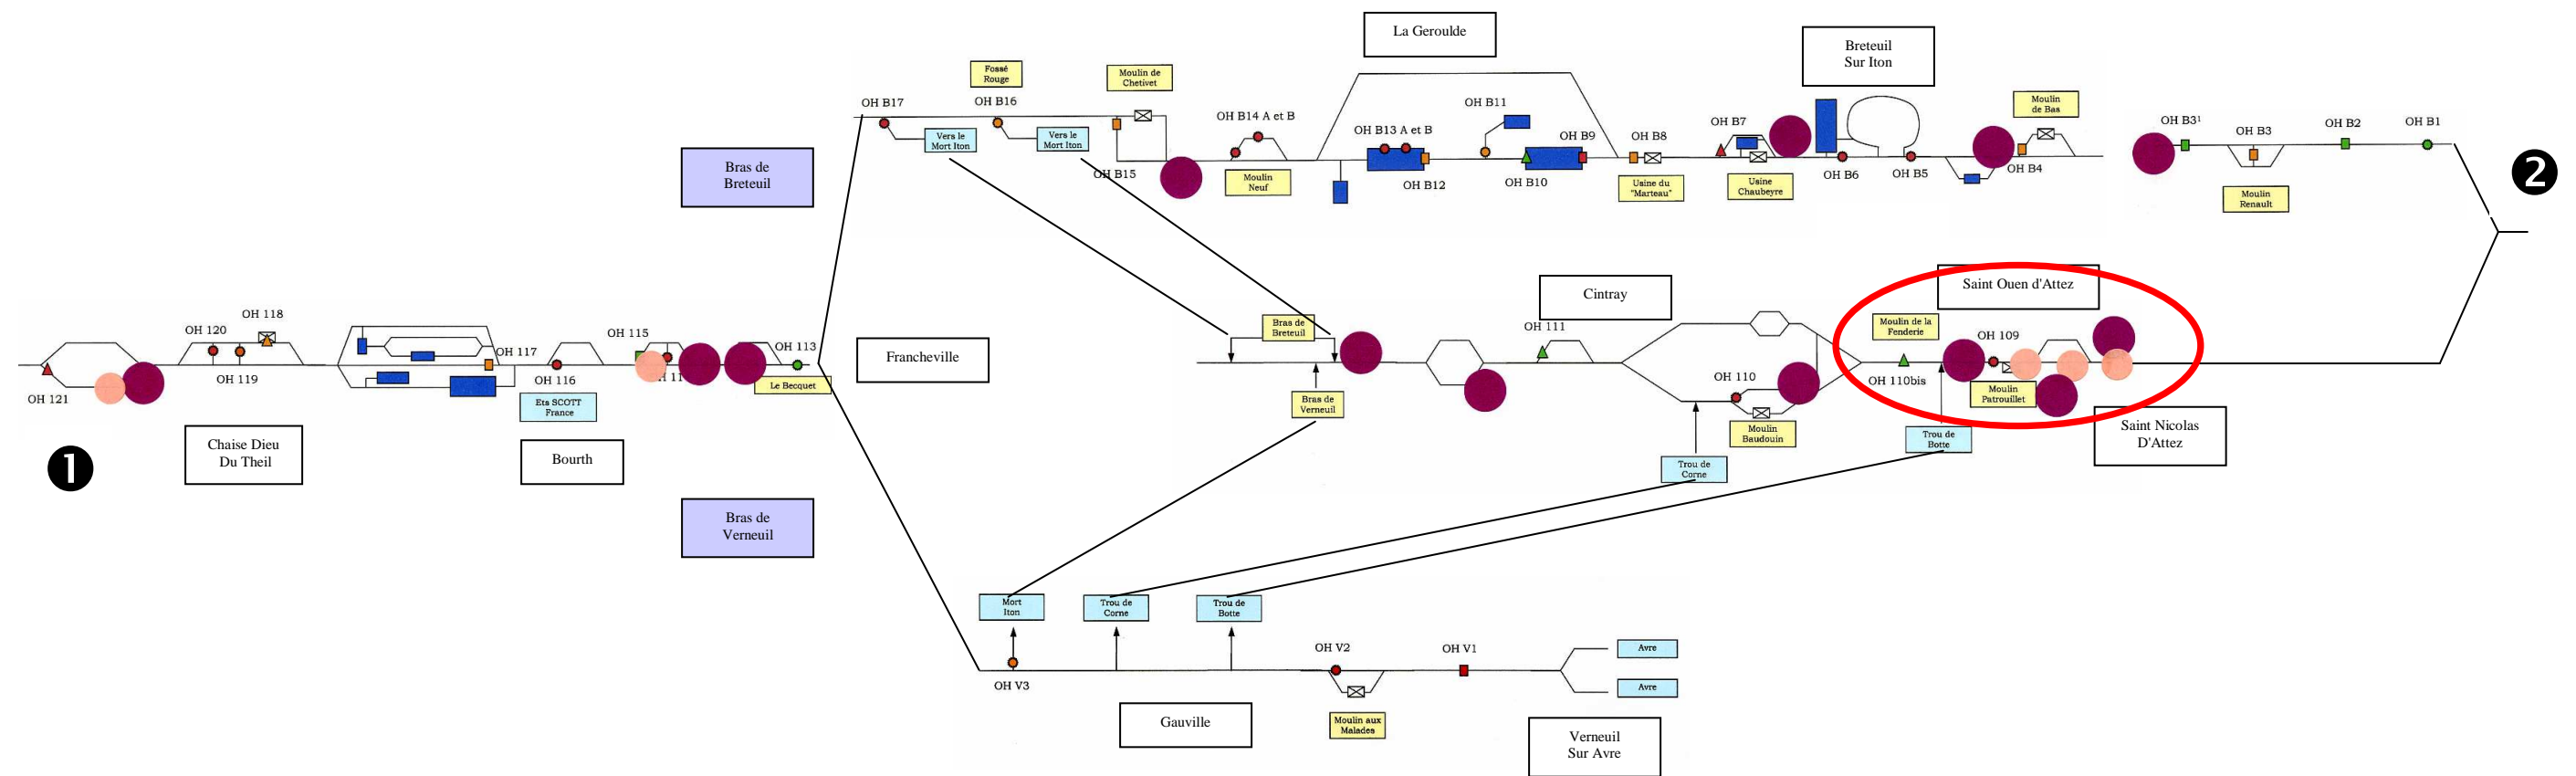 La Geroulde
Breteuil
Sur Iton
Fossé
Rouge
Moulin de
Chetivet
Moulin
de Bas
OH B17
OH B16
OH B14 A et B
OH B11
OH B13 A et B
OH B9
OH B8
OH B7
OH B3¹
OH B3
OH B2
OH B1
Vers le
Mort Iton
Vers le
Mort Iton
Bras de
Breteuil
OH B15
Moulin
Neuf
OH B12
OH B10
Usine du
"Marteau"
Usine
Chaubeyre
OH B6
OH B5
OH B4
Moulin
Renault
❷
Saint Ouen d'Attez
Cintray
OH 118
OH 120
OH 115
OH 113
OH 117
Bras de
Breteuil
OH 111
Moulin de la
Fenderie
OH 109
Francheville
OH 121
OH 119
OH 116
Le Becquet
OH 110
OH 110bis
Ets SCOTT
France
Bras de
Verneuil
Moulin
Baudouin
Moulin
Patrouillet
Chaise Dieu
Du Theil
Bourth
Trou de
Corne
Trou de
Botte
Saint Nicolas
D'Attez
❶
Bras de
Verneuil
Mort
Iton
Trou de
Corne
Trou de
Botte
OH V3
OH V2
OH V1
Avre
Avre
Gauville
Moulin aux
Malades
Verneuil
Sur Avre